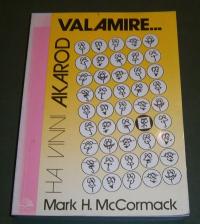 HA VINNI AKAROD
VALAMIRE...
Mark H. McCormack